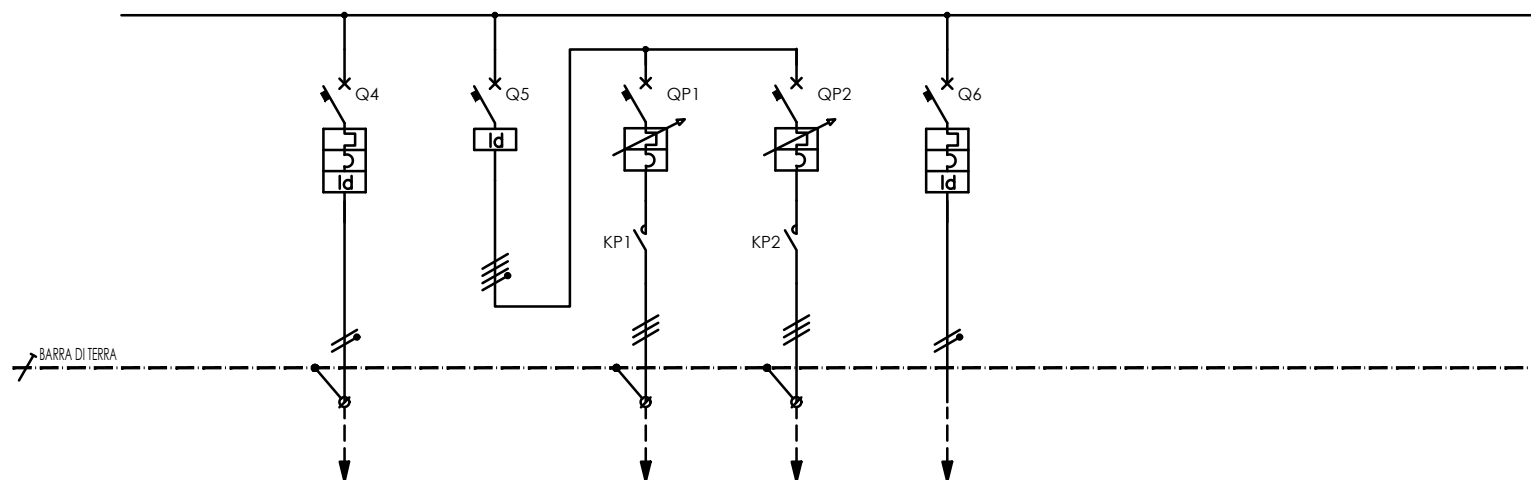 Q4
Q5
QP1
QP2
Q6
Id
Id
Id
KP1
KP2
BARRA DI TERRA